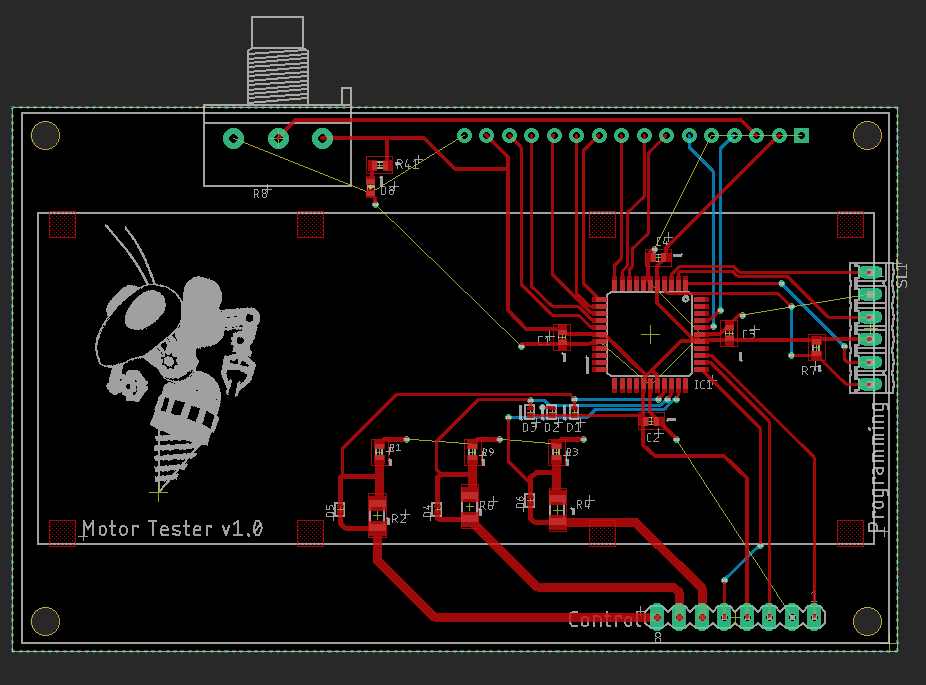 R41
D8
R8
SL1
C4
C1
C3
R7
IC1
D3 D2 D1
C2
R1
R9
R3
D5
R2
D4
R6
D6
R4
Programming
Motor Tester v1.0
Control
1
8